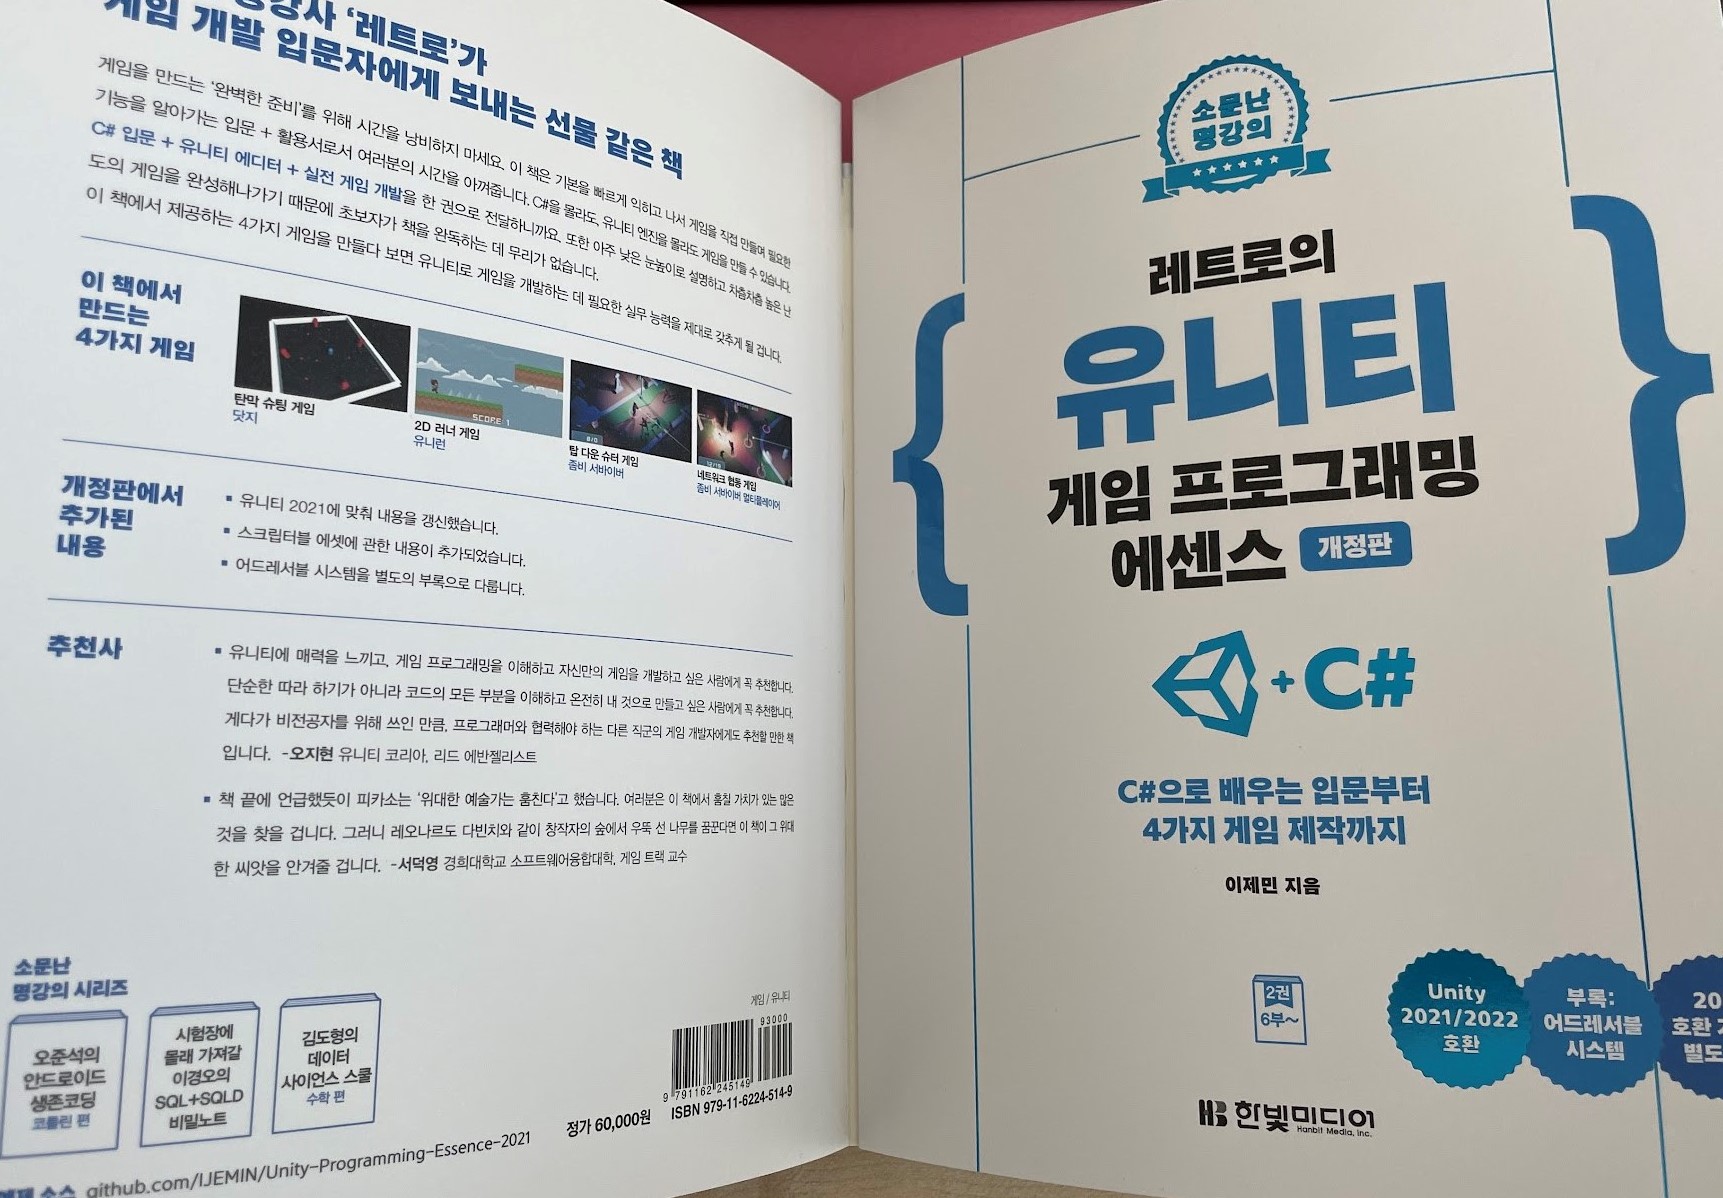 명강사 ‘레트로’가
게임 개발 입문자에게 보내는 선물 같은 책
게임을 만드는 ‘완벽한 준비’를 위해 시간을 낭비하지 마세요. 이 책은 기본을 빠르게 익히고 나서 게임을 직접 만들며 필요한
기능을 알아가는 입문 + 활용서로서 여러분의 시간을 아껴줍니다. C#을 몰라도, 유니티 엔진을 몰라도 게임을 만들 수 있습니다.
C# 입문 + 유니티 에디터 + 실전 게임 개발을 한 권으로 전달하니까요. 또한 아주 낮은 눈높이로 설명하고 차츰차츰 높은 난
도의 게임을 완성해나가기 때문에 초보자가 책을 완독하는 데 무리가 없습니다.
이 책에서 제공하는 4가지 게임을 만들다 보면 유니티로 게임을 개발하는 데 필요한 실무 능력을 제대로 갖추게 될 겁니다.
이 책에서
만드는
4가지 게임
탄막 슈팅 게임
닷지
SCORE: 1
2D 러너 게임
유니런
탑 다운 슈터 게임
좀비 서바이버
네트워크 협동 게임
좀비 서바이버 멀티플레이어
개정판에서
추가된
내용
▪ 유니티 2021에 맞춰 내용을 갱신했습니다.
▪ 스크립터블 에셋에 관한 내용이 추가되었습니다.
▪ 어드레서블 시스템을 별도의 부록으로 다룹니다.
추천사
▪ 유니티에 매력을 느끼고, 게임 프로그래밍을 이해하고 자신만의 게임을 개발하고 싶은 사람에게 꼭 추천합니다.
단순한 따라 하기가 아니라 코드의 모든 부분을 이해하고 온전히 내 것으로 만들고 싶은 사람에게 꼭 추천합니다.
게다가 비전공자를 위해 쓰인 만큼, 프로그래머와 협력해야 하는 다른 직군의 게임 개발자에게도 추천할 만한 책
입니다. -오지현 유니티 코리아, 리드 에반젤리스트
▪ 책 끝에 언급했듯이 피카소는 ‘위대한 예술가는 훔친다’고 했습니다. 여러분은 이 책에서 훔칠 가치가 있는 많은
것을 찾을 겁니다. 그러니 레오나르도 다빈치와 같이 창작자의 숲에서 우뚝 선 나무를 꿈꾼다면 이 책이 그 위대
한 씨앗을 안겨줄 겁니다. -서덕영 경희대학교 소프트웨어융합대학, 게임 트랙 교수
소문난
명강의 시리즈
오준석의
안드로이드
생존코딩
코틀린 편
시험장에
몰래 가져갈
이경오의
SQL+SQLD
비밀노트
김도형의
데이터
사이언스 스쿨
수학 편
게임 / 유니티
93000
9 791162 245149
ISBN 979-11-6224-514-9
정가 60,000원
예제 소스 github.com/IJEMIN/Unity-Programming-Essence-2021
소문난
명강의
레트로의
유니티
게임 프로그래밍
에센스 개정판
+ C#
C#으로 배우는 입문부터
4가지 게임 제작까지
이제민 지음
2권
6부~
Unity
2021/2022
호환
부록:
어드레서블
시스템
20
호환
별도
한빛미디어
Hanbit Media, Inc.